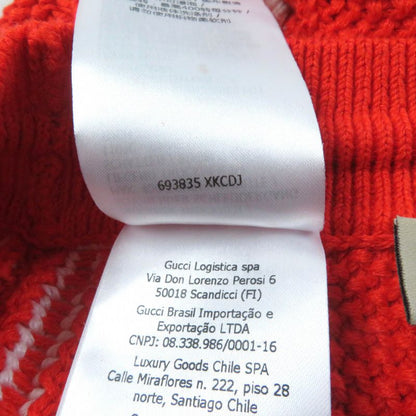 693835 XKCDJ
Gucci Logistica spa
Via Don Lorenzo Perosi 6
50018 Scandicci (FI)
Gucci Brasil Importação e
Exportação LTDA
CNPJ: 08.338.986/0001-16
Luxury Goods Chile SPA
Calle Miraflores n. 222, piso 28
norte, Santiago Chile